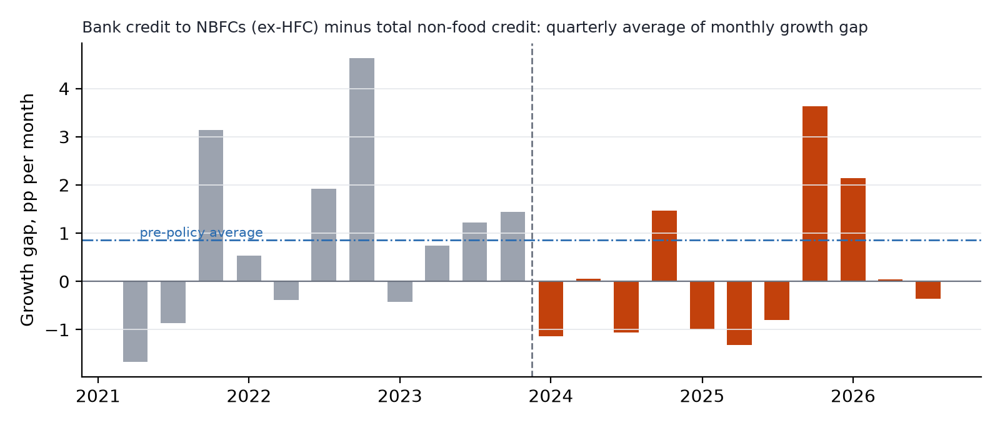 Bank credit to NBFCs (ex-HFC) minus total non-food credit: quarterly average of monthly growth gap
Growth gap, pp per month
4
3
2
1
0
−1
pre-policy average
2021 2022 2023 2024 2025 2026